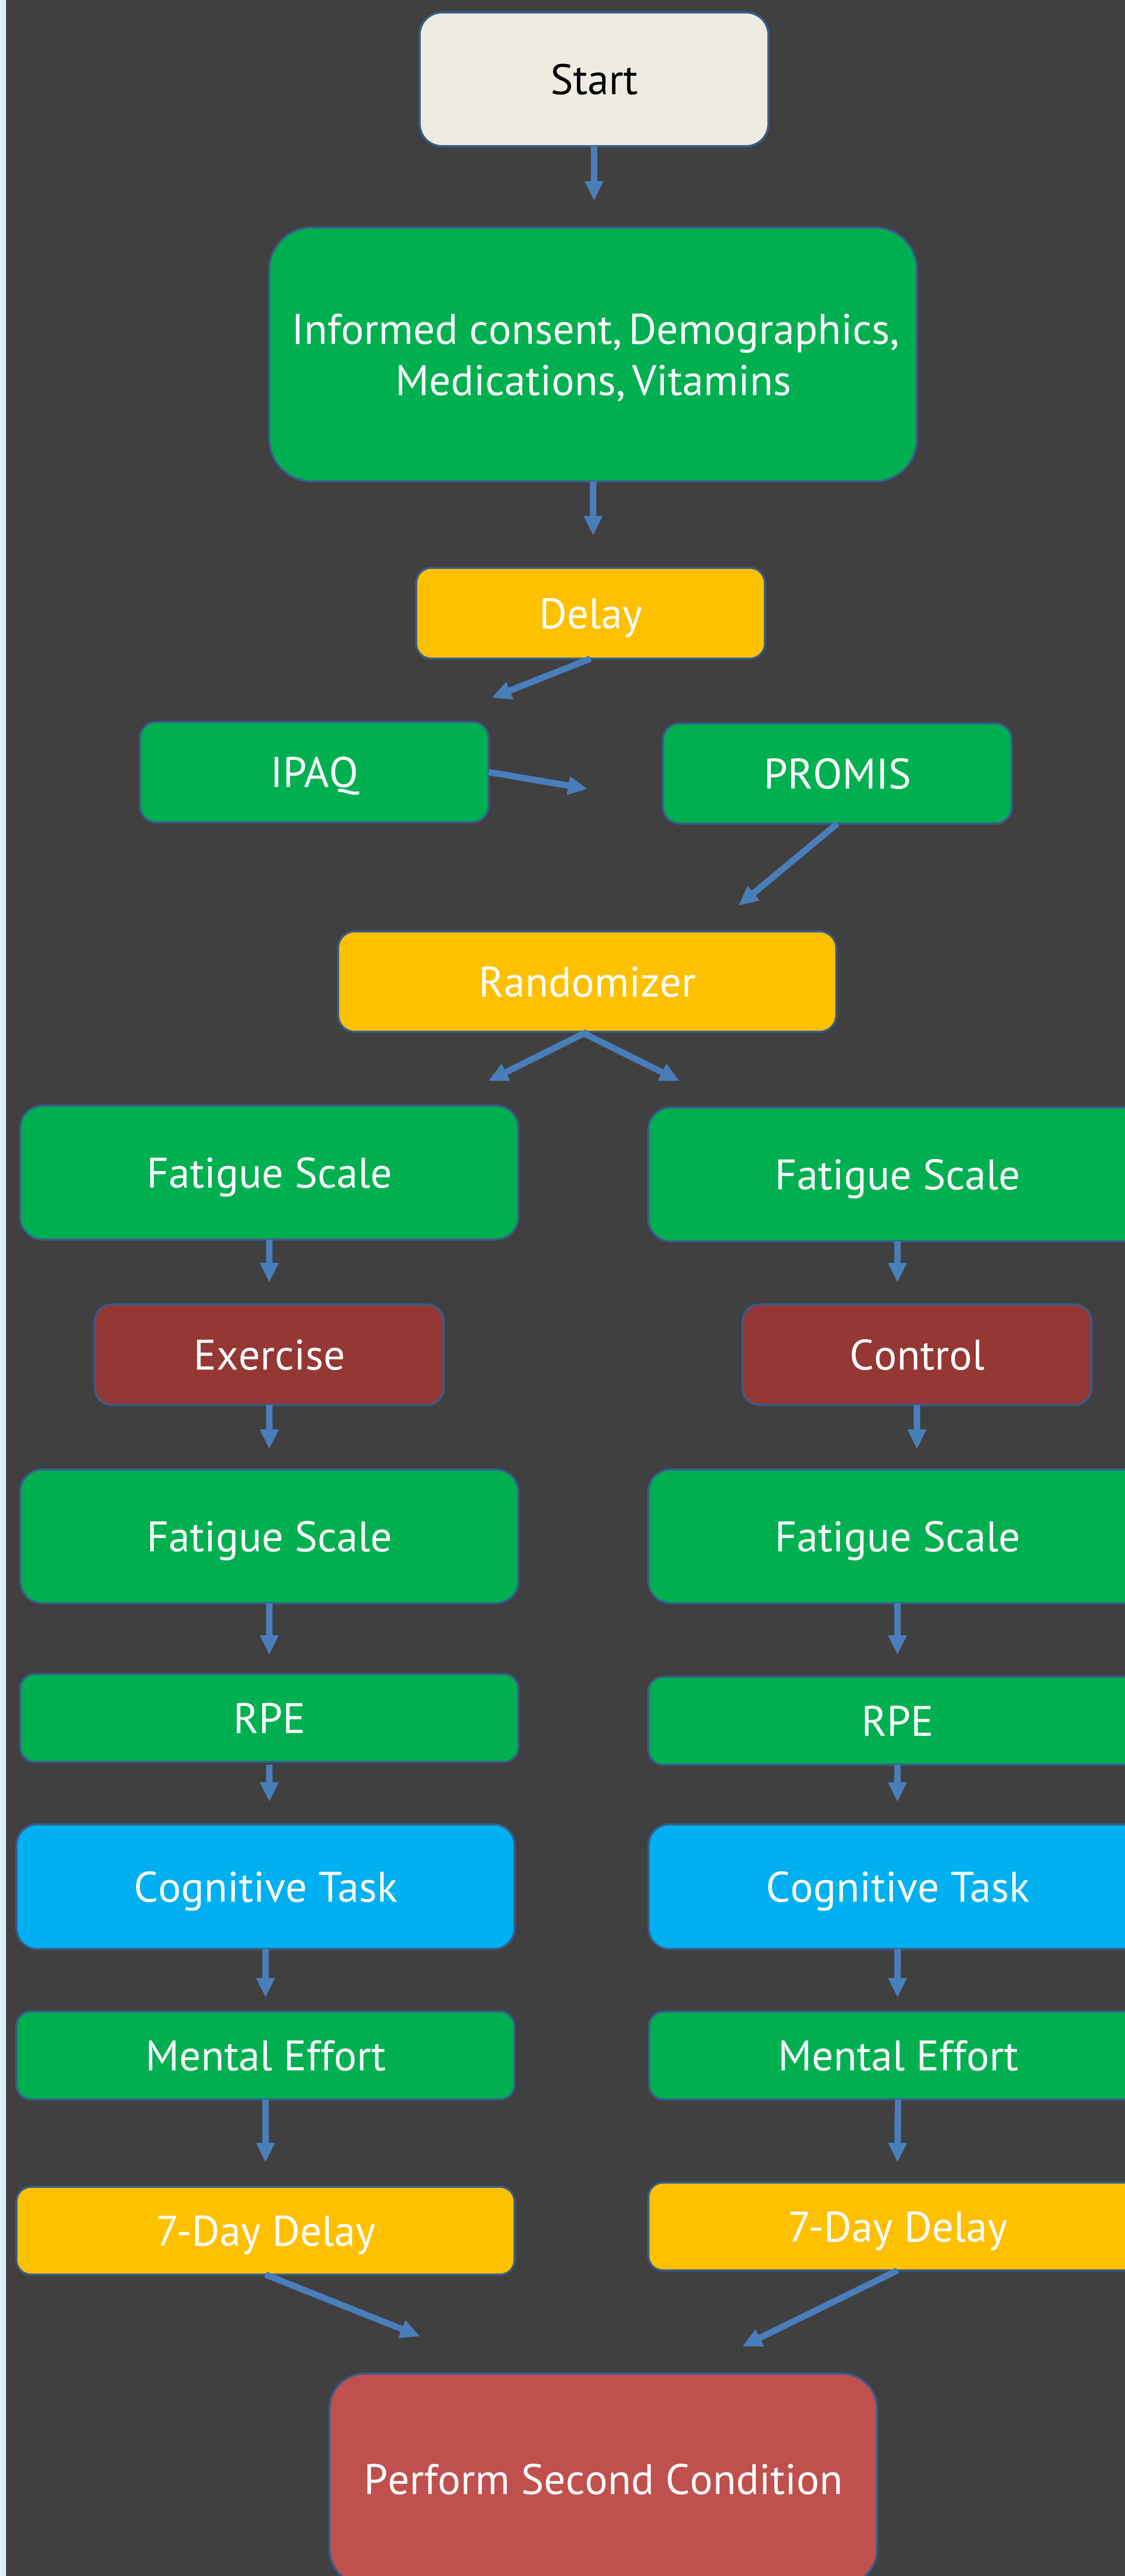 Start
Informed consent, Demographics,
Medications, Vitamins
Delay
IPAQ
PROMIS
Randomizer
Fatigue Scale
Fatigue Scale
Exercise
Control
Fatigue Scale
Fatigue Scale
RPE
RPE
Cognitive Task
Cognitive Task
Mental Effort
Mental Effort
7-Day Delay
7-Day Delay
Perform Second Condition